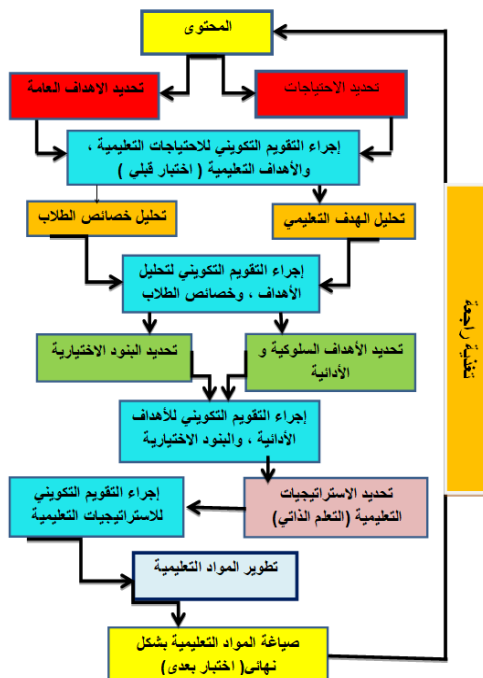 المحتوى
تحديد الاحتياجات
تحديد الاهداف العامة
إجراء التقويم التكويني للاحتياجات التعليمية ،
والأهداف التعليمية ( اختبار قبلي )
تحليل الهدف التعليمي
تحليل خصائص الطلاب
إجراء التقويم التكويني لتحليل
الأهداف ، وخصائص الطلاب
تحديد الأهداف السلوكية و
الأدائية
تحديد البنود الاختيارية
إجراء التقويم التكويني للأهداف
الأدائية ، والبنود الاختيارية
تحديد الاستراتيجيات
التعليمية (التعلم الذاتي)
إجراء التقويم التكويني
للاستراتيجيات التعليمية
تطوير المواد التعليمية
صياغة المواد التعليمية بشكل
نهائي( اختبار بعدى)
تغذية راجعة